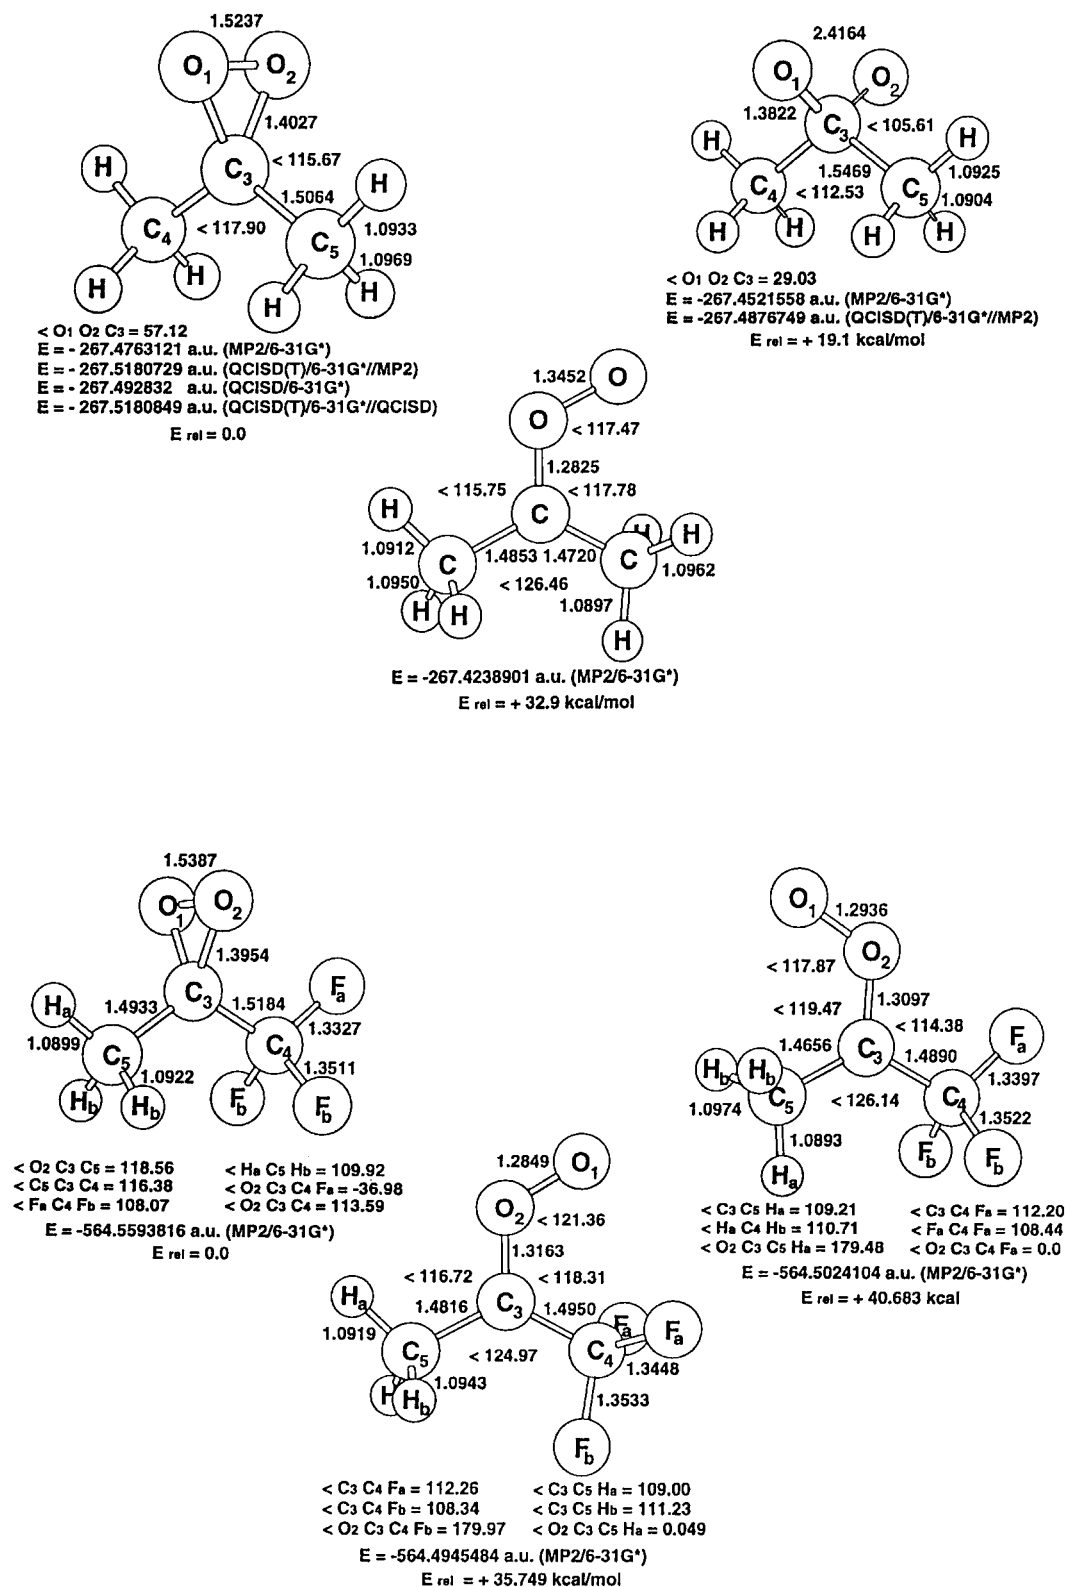 1.5237
O1 O2
1.4027
C3 < 115.67
H H
1.5064
C4 < 117.90 C5 1.0933
1.0969
H H H H
< O1 O2 C3 = 57.12
E = - 267.4763121 a.u. (MP2/6-31G*)
E = - 267.5180729 a.u. (QCISD(T)/6-31G*//MP2)
E = - 267.492832 a.u. (QCISD/6-31G*)
E = - 267.5180849 a.u. (QCISD(T)/6-31G*//QCISD)
E rel = 0.0
2.4164
O1 O2
1.3822
C3 < 105.61
H H
1.5469 1.0925
C4 < 112.53 C5 1.0904
H H H H
< O1 O2 C3 = 29.03
E = -267.4521558 a.u. (MP2/6-31G*)
E = -267.4876749 a.u. (QCISD(T)/6-31G*//MP2)
E rel = + 19.1 kcal/mol
1.3452 O
O < 117.47
1.2825
< 115.75 < 117.78
H C H H
1.0912 1.4853 1.4720
C C 1.0962
1.0950 < 126.46
H H 1.0897
H
E = -267.4238901 a.u. (MP2/6-31G*)
E rel = + 32.9 kcal/mol
1.5387
O1 O2
1.3954
Ha 1.4933 C3 1.5184 Fa
1.0899 C5 C4 1.3327
1.0922 1.3511
Hb Hb Fb Fb
< O2 C3 C5 = 118.56 < Ha C5 Hb = 109.92
< C5 C3 C4 = 116.38 < O2 C3 C4 Fa = -36.98
< Fa C4 Fb = 108.07 < O2 C3 C4 = 113.59
E = -564.5593816 a.u. (MP2/6-31G*)
E rel = 0.0
O1 1.2936
O2
< 117.87
< 119.47 1.3097
< 114.38
1.4656 C3 Fa
Hb Hb 1.4890
1.3397
1.0974 C5 < 126.14 C4
1.3522
1.0893
Fb Fb
Ha
< C3 C5 Ha = 109.21 < C3 C4 Fa = 112.20
< Ha C4 Hb = 110.71 < Fa C4 Fa = 108.44
< O2 C3 C5 Ha = 179.48 < O2 C3 C4 Fa = 0.0
E = -564.5024104 a.u. (MP2/6-31G*)
E rel = + 40.683 kcal
1.2849 O1
O2 < 121.36
1.3163
< 116.72 < 118.31
Ha C3
1.4816 1.4950
1.0919 Fa Fa
C5 < 124.97 C4
1.0943 1.3448
H Hb 1.3533
Fb
< C3 C4 Fa = 112.26 < C3 C5 Ha = 109.00
< C3 C4 Fb = 108.34 < C3 C5 Hb = 111.23
< O2 C3 C4 Fb = 179.97 < O2 C3 C5 Ha = 0.049
E = -564.4945484 a.u. (MP2/6-31G*)
E rel = + 35.749 kcal/mol